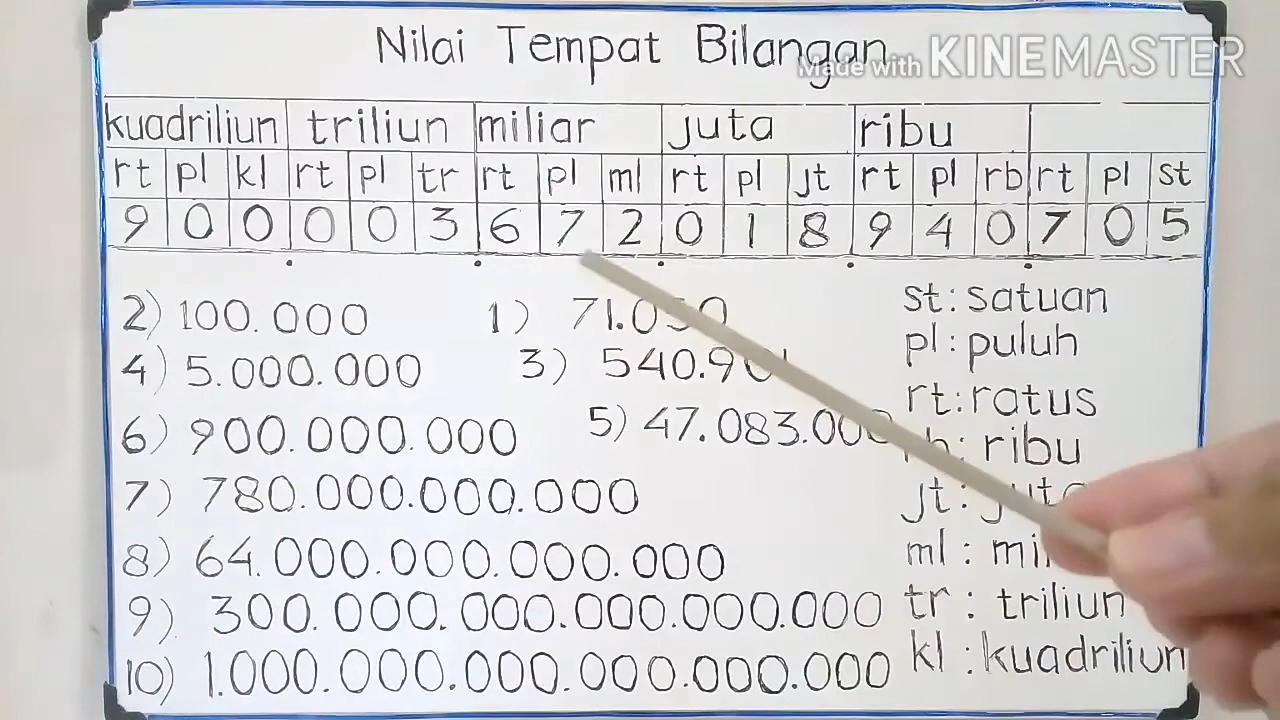 Nilai Tempat Bilangan
Made with KINEMASTER
kuadriliun triliun miliar juta ribu
rt pl kl rt pl tr rt pl ml rt pl jt rt pl rb rt pl st
9 0 0 0 0 3 6 7 2 0 1 8 9 4 0 7 0 5
2) 100.000
1)
4) 5.000.000
3)
6) 900.000.000
5)
7) 780.000.000.000
8) 64.000.000.000.000
9) 300.000.000.000.000.000
10) 1.000.000.000.000.000.000
st : satuan
pl : puluh
rt : ratus
ribu
jt :
ml :
tr : triliun
kl : kuadriliun